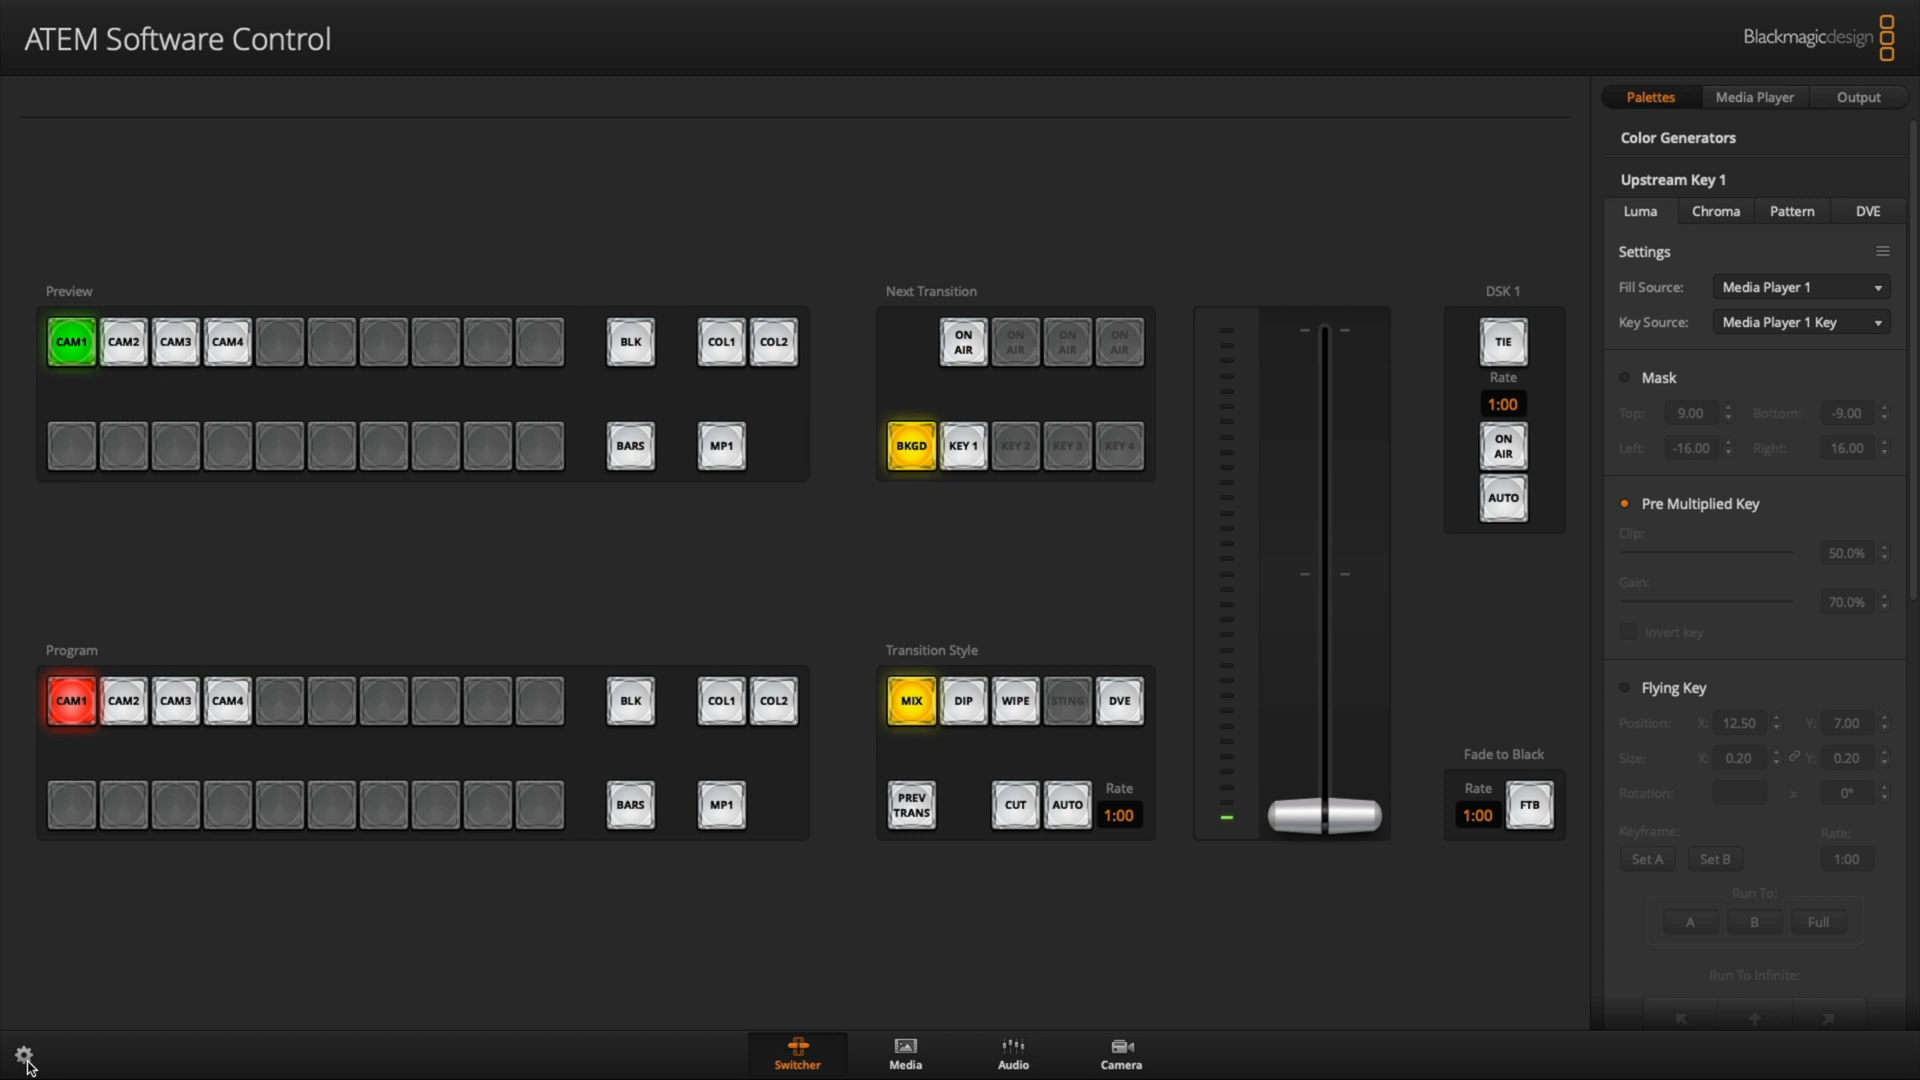 ATEM Software Control
Blackmagicdesign
Palettes Media Player Output
Color Generators
Upstream Key 1
Luma Chroma Pattern DVE
Settings
Fill Source: Media Player 1
Key Source: Media Player 1 Key
Mask
Top: 9.00 Bottom: -9.00
Left: -16.00 Right: 16.00
Pre Multiplied Key
Clip:
50.0%
Gain:
70.0%
Invert key
Flying Key
Position: X: 12.50 Y: 7.00
Size: X: 0.20 Y: 0.20
Rotation: x 0°
Keyframe: Rate:
Set A Set B 1:00
Run To:
A B Full
Run To Infinite:
Preview
CAM1 CAM2 CAM3 CAM4 BLK COL1 COL2
BARS MP1
Next Transition
ON AIR ON AIR ON AIR ON AIR
BKGD KEY 1 KEY 2 KEY 3 KEY 4
DSK 1
TIE
Rate
1:00
ON
AIR
AUTO
Program
CAM1 CAM2 CAM3 CAM4 BLK COL1 COL2
BARS MP1
Transition Style
MIX DIP WIPE STING DVE
PREV TRANS CUT AUTO Rate 1:00
Fade to Black
Rate
1:00 FTB
Switcher Media Audio Camera